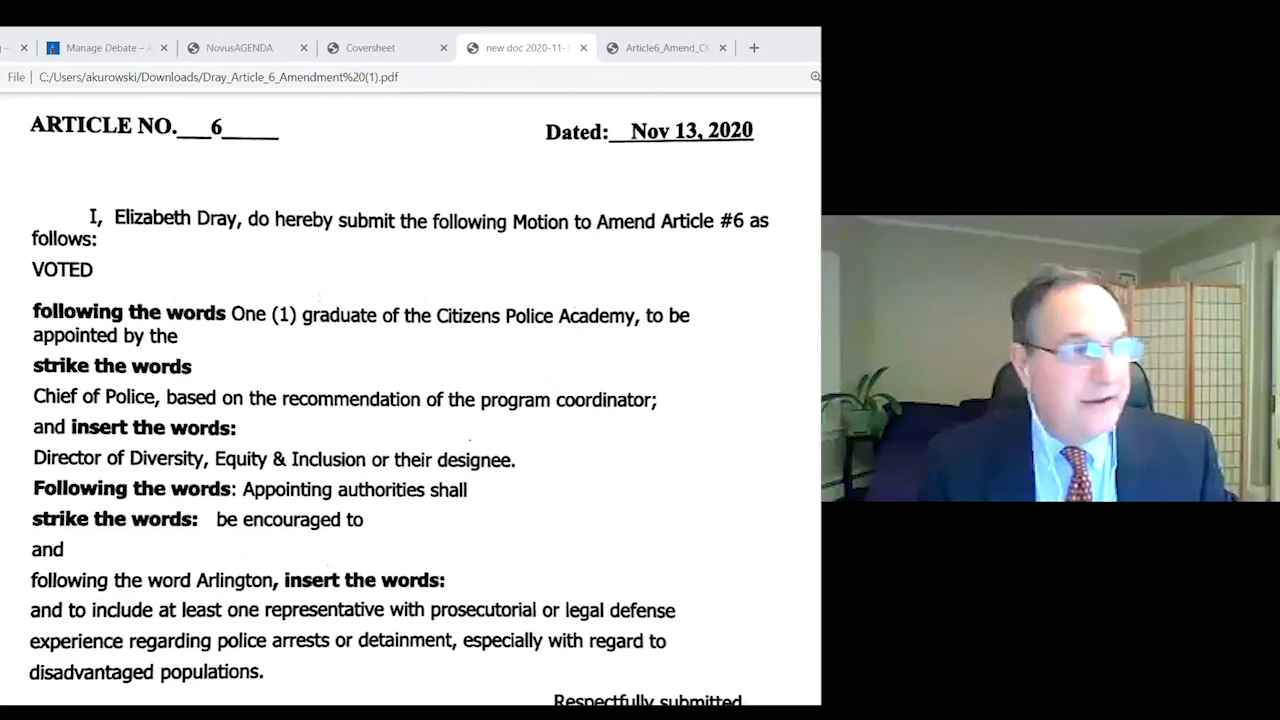 Manage Debate – A
NovusAGENDA
Coversheet
new doc 2020-11-1
Article6_Amend_C
File | C:/Users/akurowski/Downloads/Dray_Article_6_Amendment%20(1).pdf
ARTICLE NO.___6_____ Dated:__Nov 13, 2020
I, Elizabeth Dray, do hereby submit the following Motion to Amend Article #6 as
follows:
VOTED
following the words One (1) graduate of the Citizens Police Academy, to be
appointed by the
strike the words
Chief of Police, based on the recommendation of the program coordinator;
and insert the words:
Director of Diversity, Equity & Inclusion or their designee.
Following the words: Appointing authorities shall
strike the words: be encouraged to
and
following the word Arlington, insert the words:
and to include at least one representative with prosecutorial or legal defense
experience regarding police arrests or detainment, especially with regard to
disadvantaged populations.
Respectfully submitted